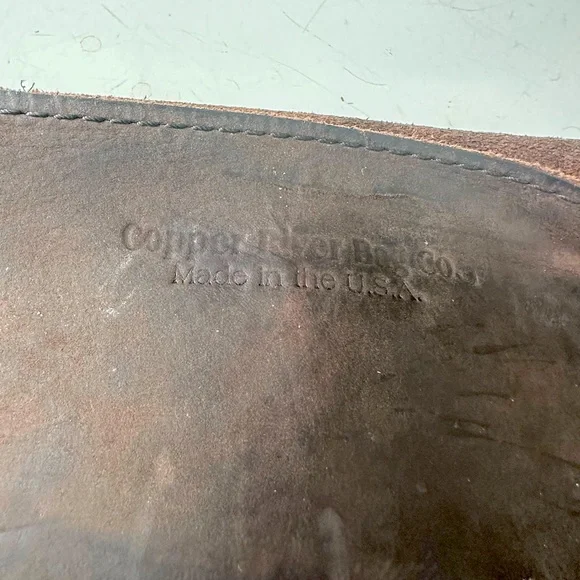 Copper River Bag Co.
Made in the U.S.A.